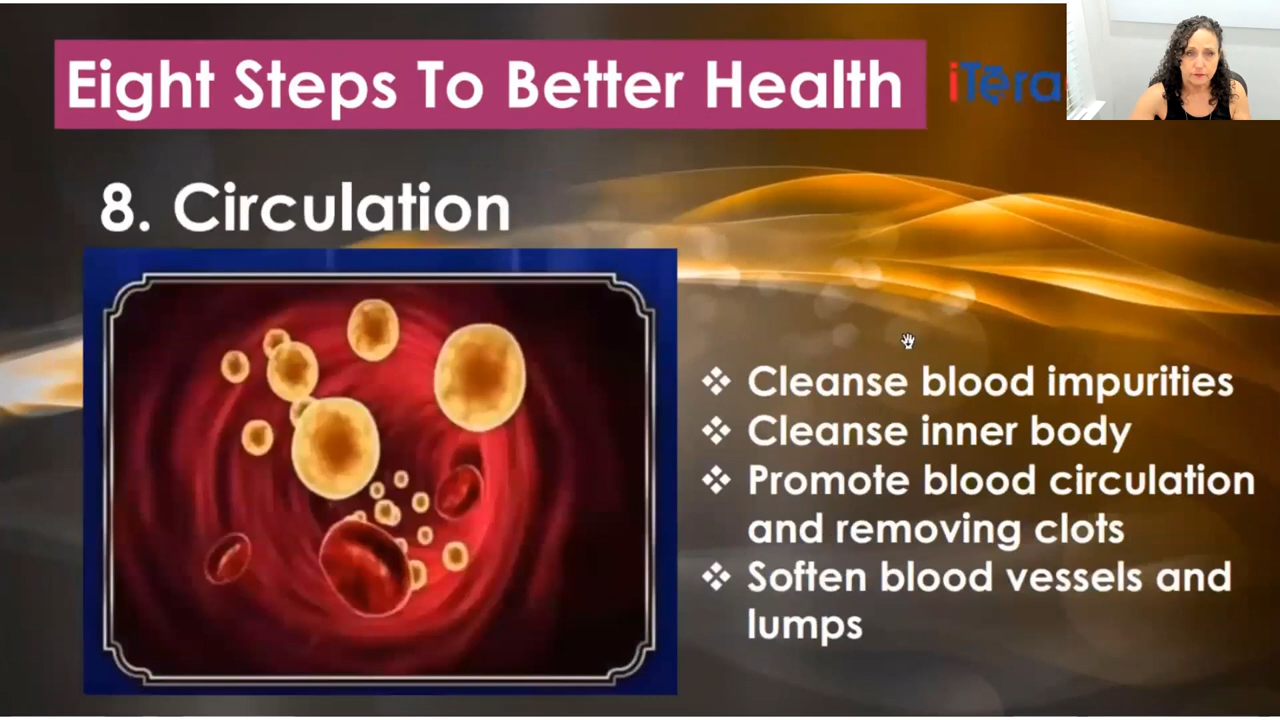 Eight Steps To Better Health
iTēra
8. Circulation
❖ Cleanse blood impurities
❖ Cleanse inner body
❖ Promote blood circulation
and removing clots
❖ Soften blood vessels and
lumps